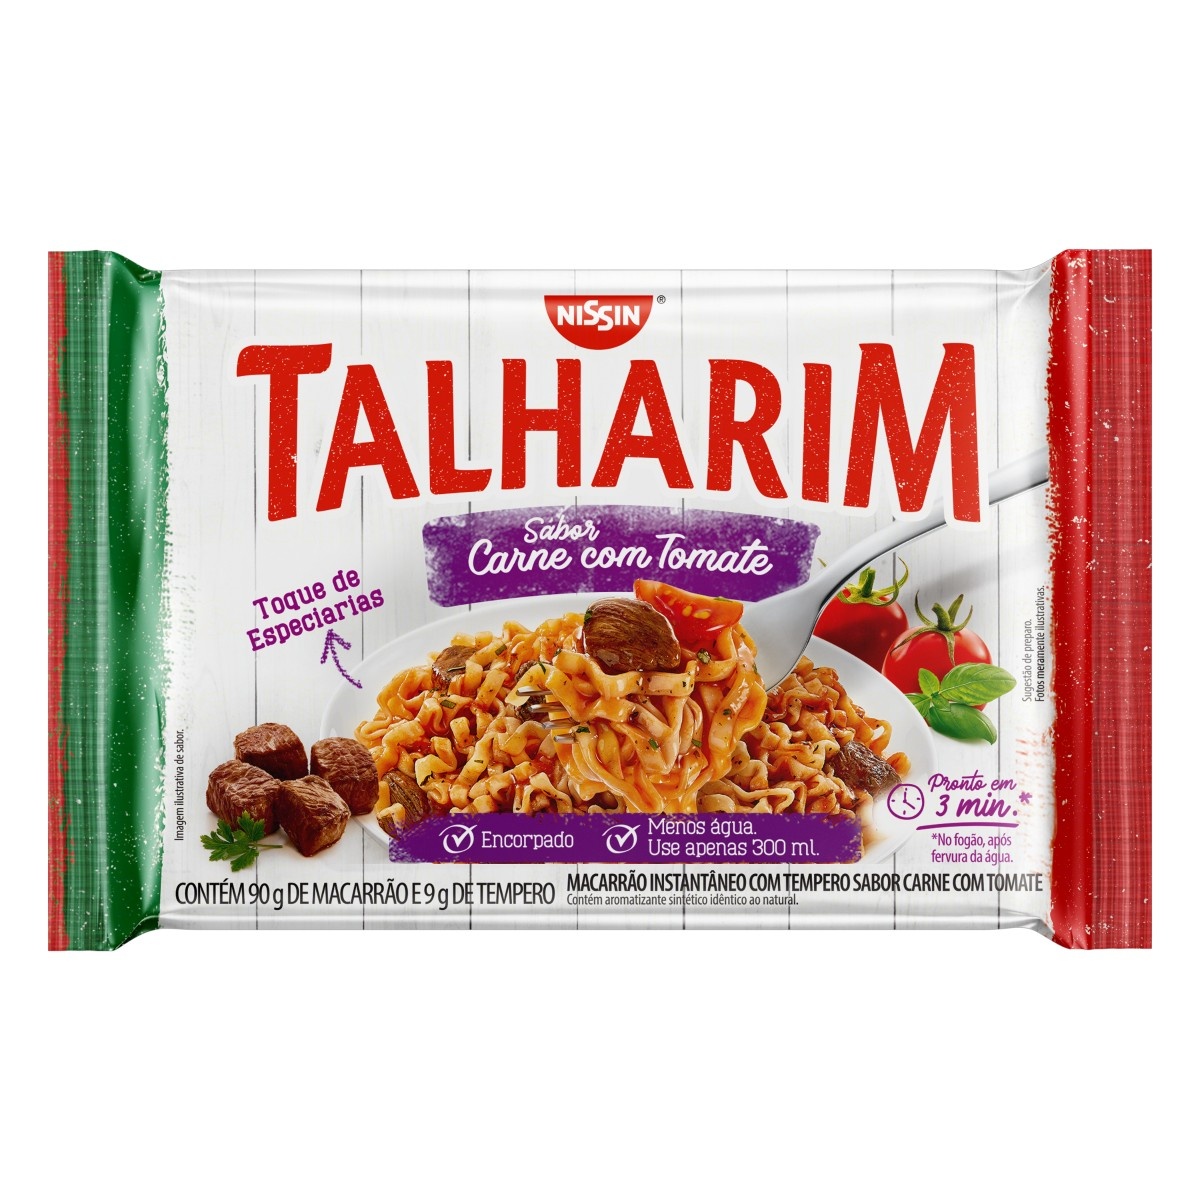 NISSIN®
TALHARIM
Sabor
Carne com Tomate
Toque de
Especiarias
Sugestão de preparo.
Fotos meramente ilustrativas.
Imagem ilustrativa de sabor.
Pronto em
3 min.*
*No fogão, após
fervura da água.
Encorpado
Menos água.
Use apenas 300 ml.
CONTÉM 90 g DE MACARRÃO E 9 g DE TEMPERO
MACARRÃO INSTANTÂNEO COM TEMPERO SABOR CARNE COM TOMATE
Contém aromatizante sintético idêntico ao natural.